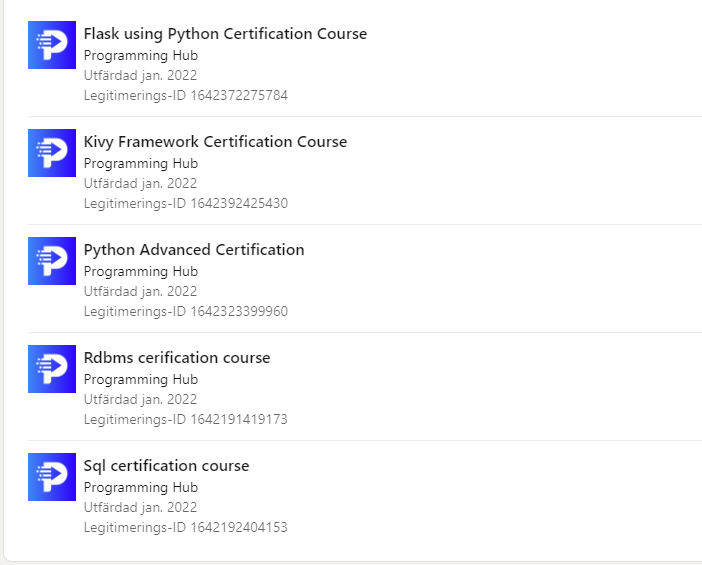 Flask using Python Certification Course
Programming Hub
Utfärdad jan. 2022
Legitimerings-ID 1642372275784
Kivy Framework Certification Course
Programming Hub
Utfärdad jan. 2022
Legitimerings-ID 1642392425430
Python Advanced Certification
Programming Hub
Utfärdad jan. 2022
Legitimerings-ID 1642323399960
Rdbms cerification course
Programming Hub
Utfärdad jan. 2022
Legitimerings-ID 1642191419173
Sql certification course
Programming Hub
Utfärdad jan. 2022
Legitimerings-ID 1642192404153